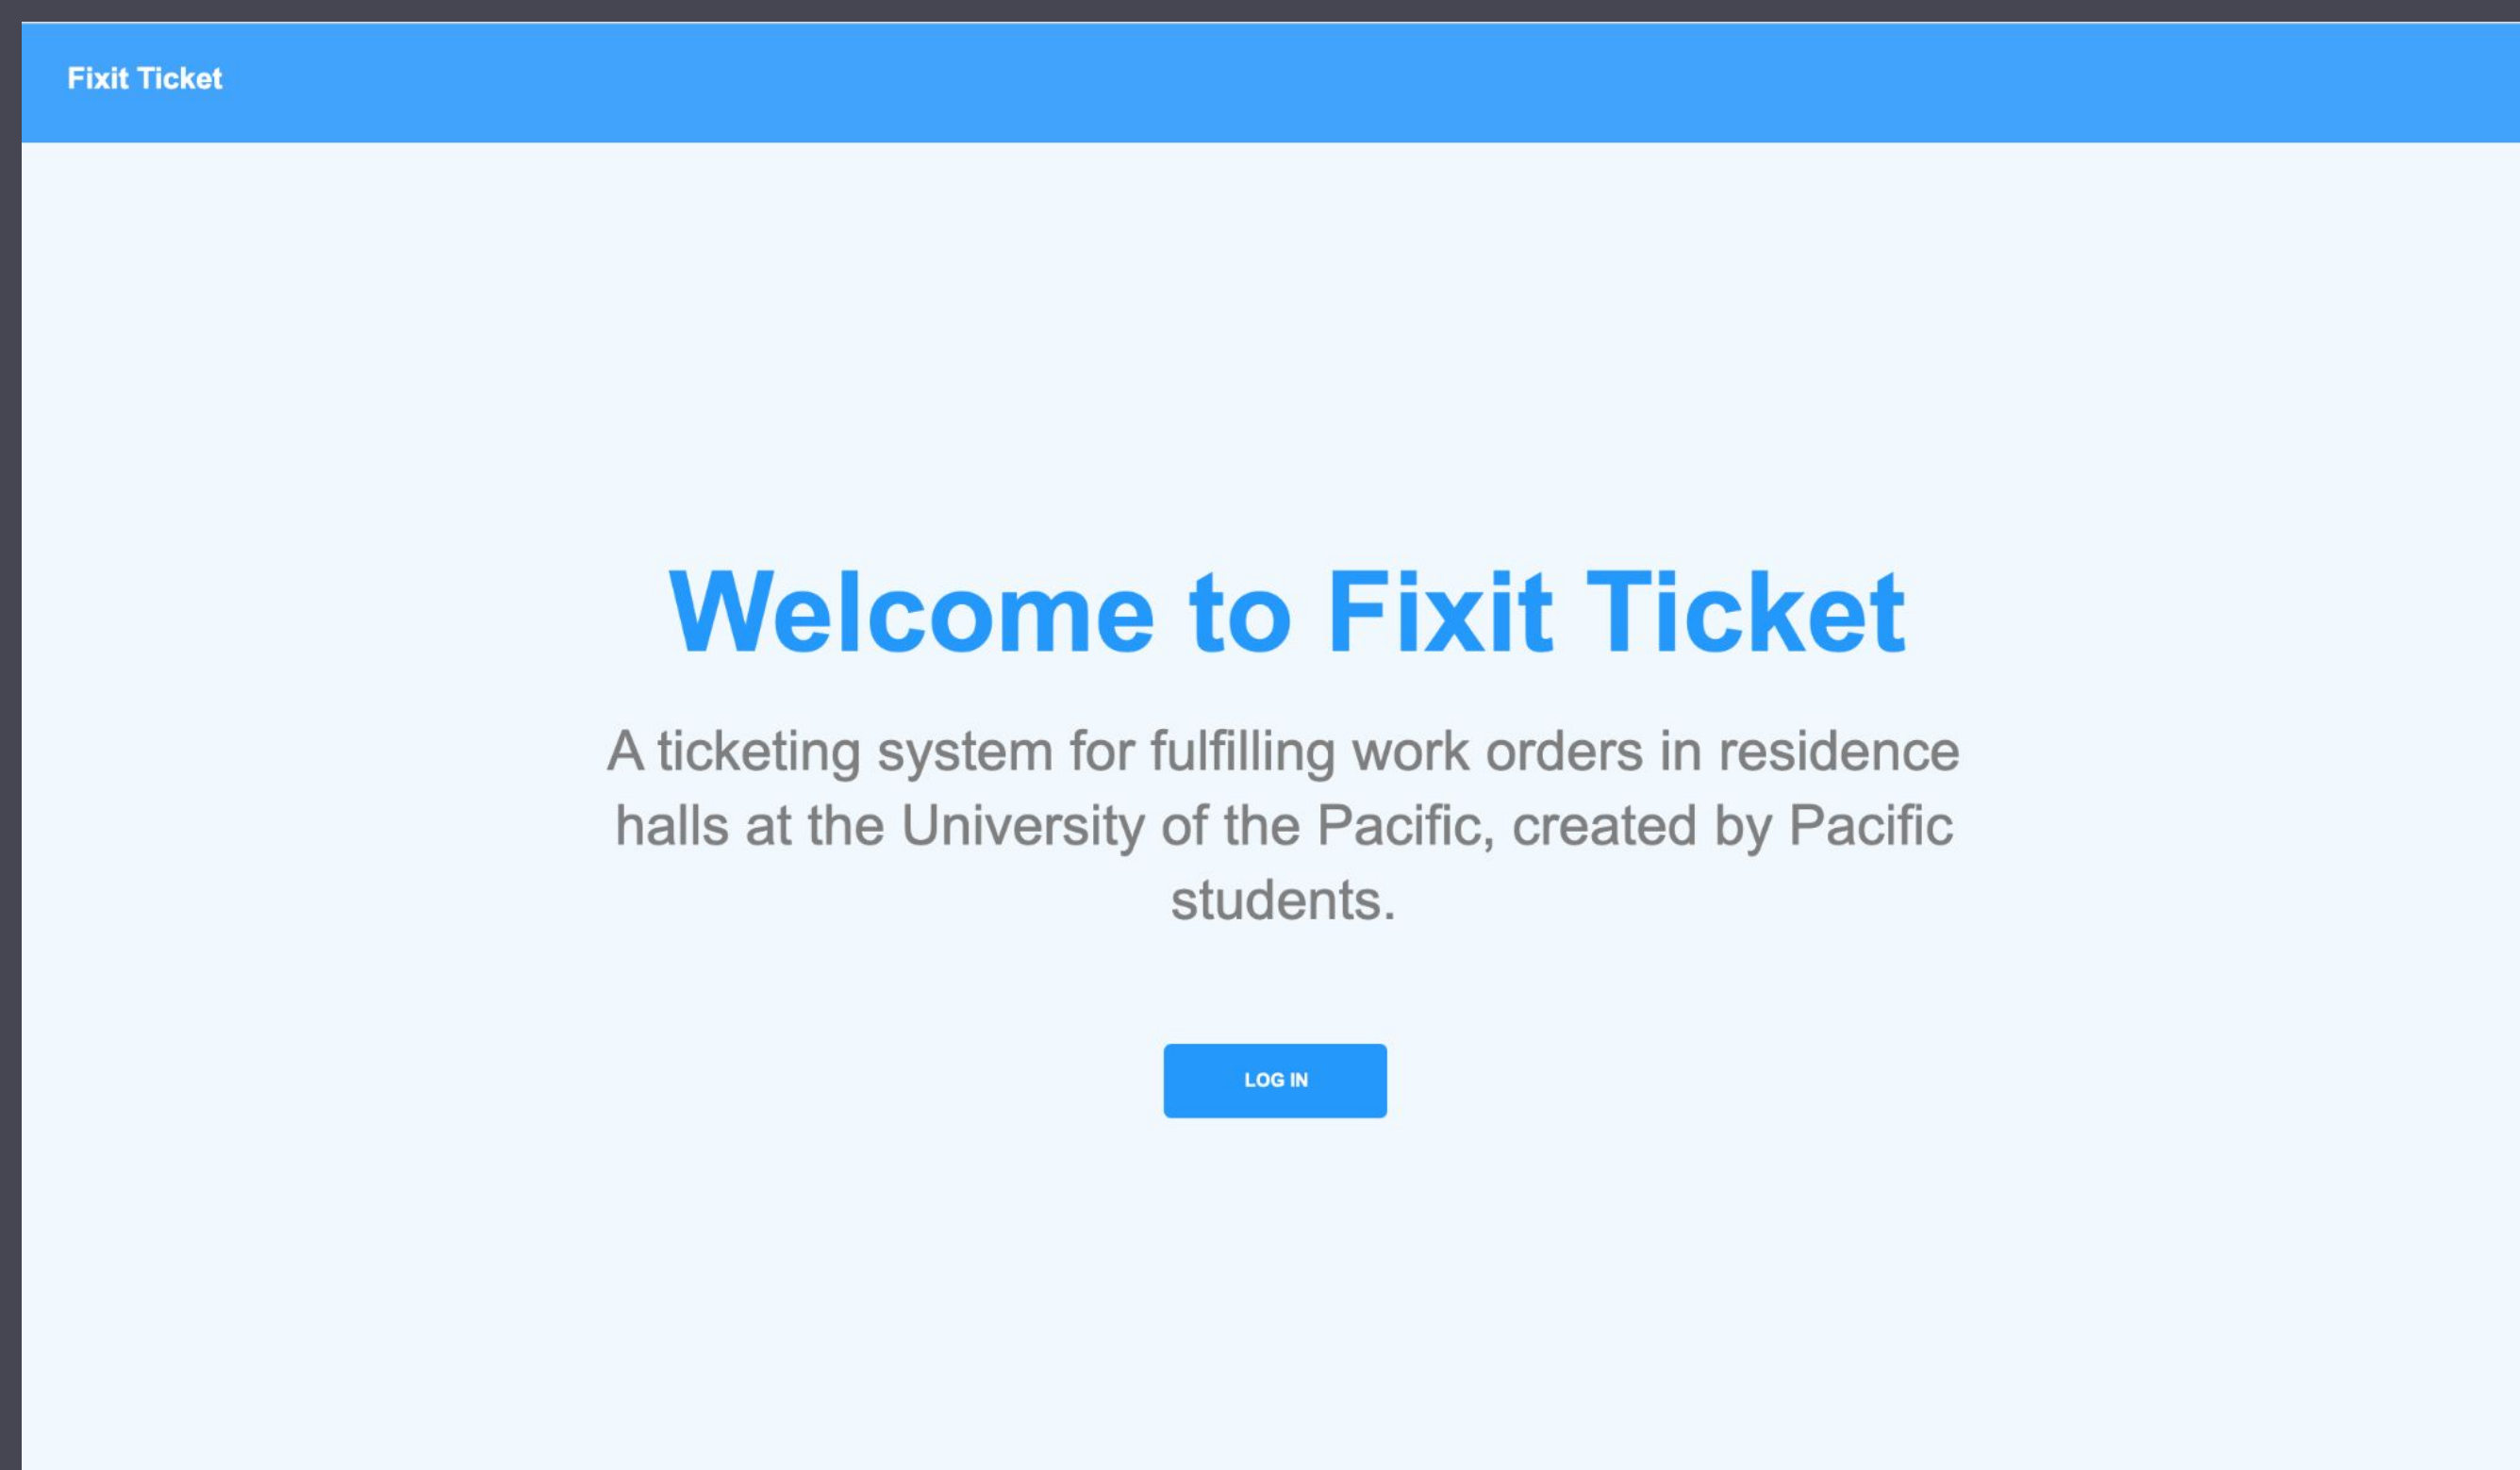 Fixit Ticket
Welcome to Fixit Ticket
A ticketing system for fulfilling work orders in residence
halls at the University of the Pacific, created by Pacific
students.
LOG IN